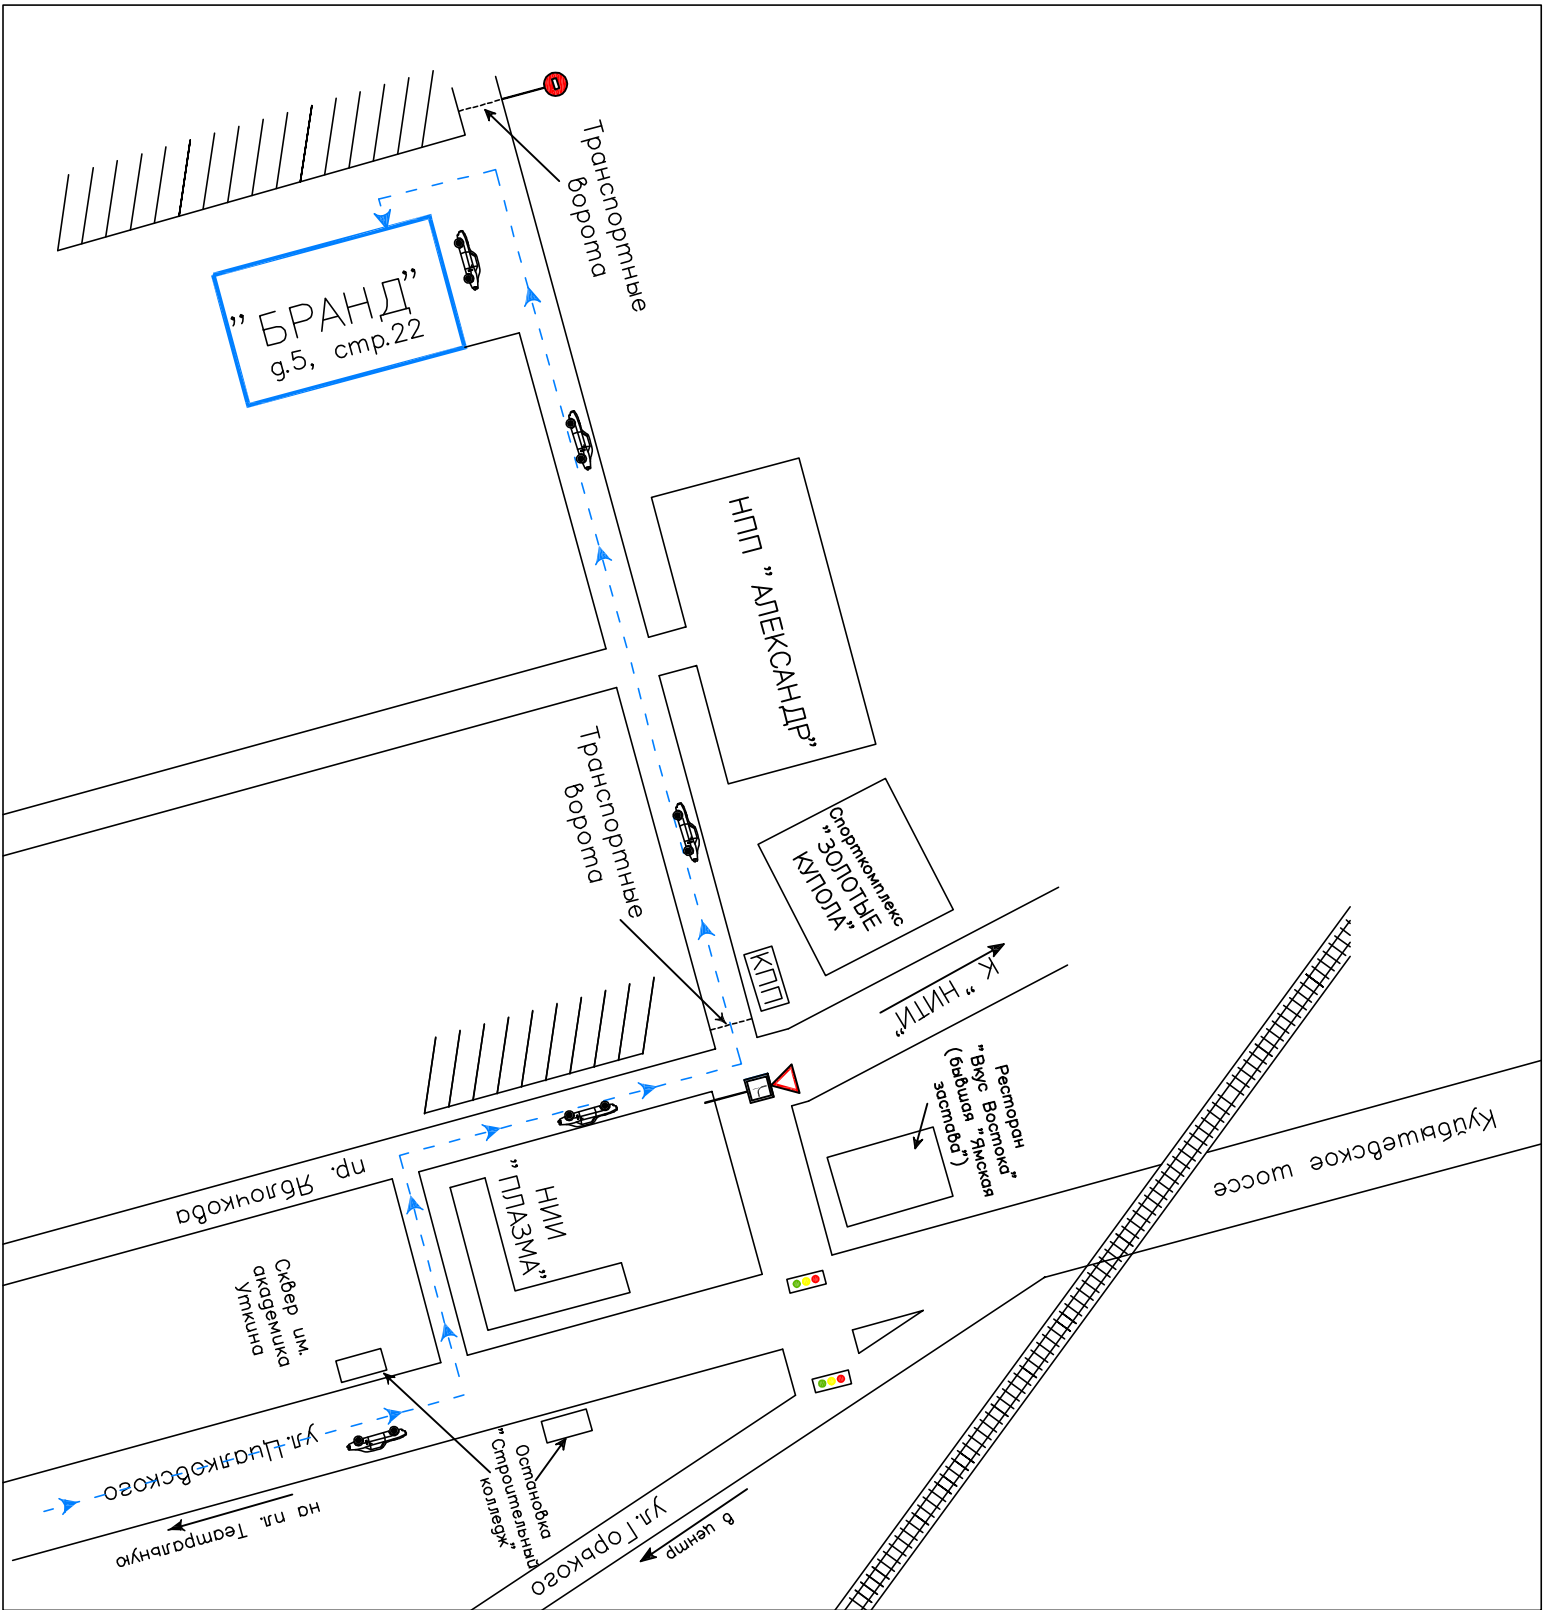 Транспортные
ворота
"БРАНД"
д.5, стр.22
НПП "АЛЕКСАНДР"
Транспортные
ворота
Спорткомплекс
"ЗОЛОТЫЕ
КУПОЛА"
КПП
К "НИТИ"
Ресторан
"Вкус Востока"
(бывшая "Ямская
застава")
Куйбышевское шоссе
пр. Яблочкова
НИИ
"ПЛАЗМА"
Сквер им.
академика
Уткина
ул.Циалковского
на пл. Театральную
Остановка
"Строительный
колледж"
ул.Горького
в центр